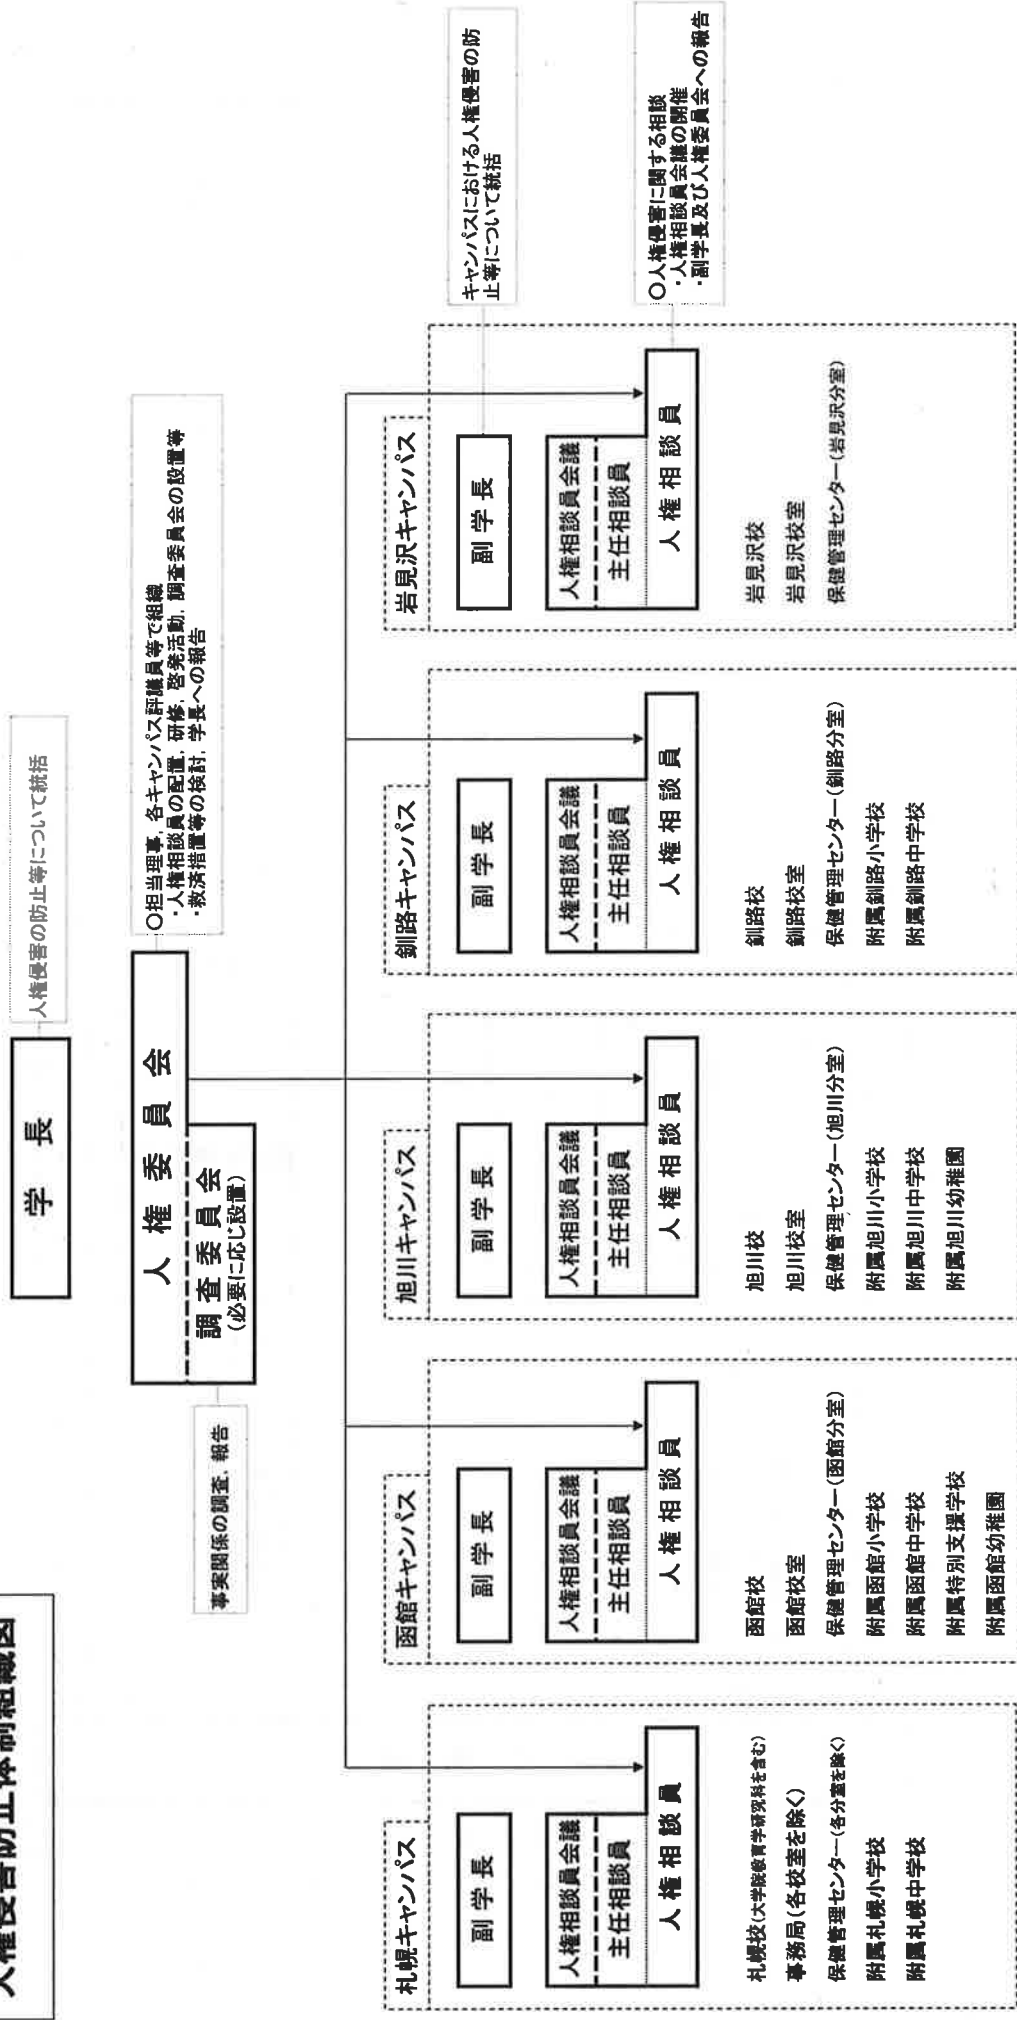 人権侵害防止体制組織図
学長
人権侵害の防止等について統括
人権委員会
調査委員会
(必要に応じ設置)
〇担当理事,各キャンパス評議員等で組織
・人権相談員の配置,研修,啓発活動,調査委員会の設置等
・救済措置等の検討,学長への報告
事実関係の調査,報告
札幌キャンパス
副学長
人権相談員会議
主任相談員
人権相談員
札幌校(大学院教育学研究科を含む)
事務局(各校室を除く)
保健管理センター(各分室を除く)
附属札幌小学校
附属札幌中学校
函館キャンパス
副学長
人権相談員会議
主任相談員
人権相談員
函館校
函館校室
保健管理センター(函館分室)
附属函館小学校
附属函館中学校
附属特別支援学校
附属函館幼稚園
旭川キャンパス
副学長
人権相談員会議
主任相談員
人権相談員
旭川校
旭川校室
保健管理センター(旭川分室)
附属旭川小学校
附属旭川中学校
附属旭川幼稚園
釧路キャンパス
副学長
人権相談員会議
主任相談員
人権相談員
釧路校
釧路校室
保健管理センター(釧路分室)
附属釧路小学校
附属釧路中学校
岩見沢キャンパス
副学長
人権相談員会議
主任相談員
人権相談員
岩見沢校
岩見沢校室
保健管理センター(岩見沢分室)
キャンパスにおける人権侵害の防
止等について統括
〇人権侵害に関する相談
・人権相談員会議の開催
・副学長及び人権委員会への報告